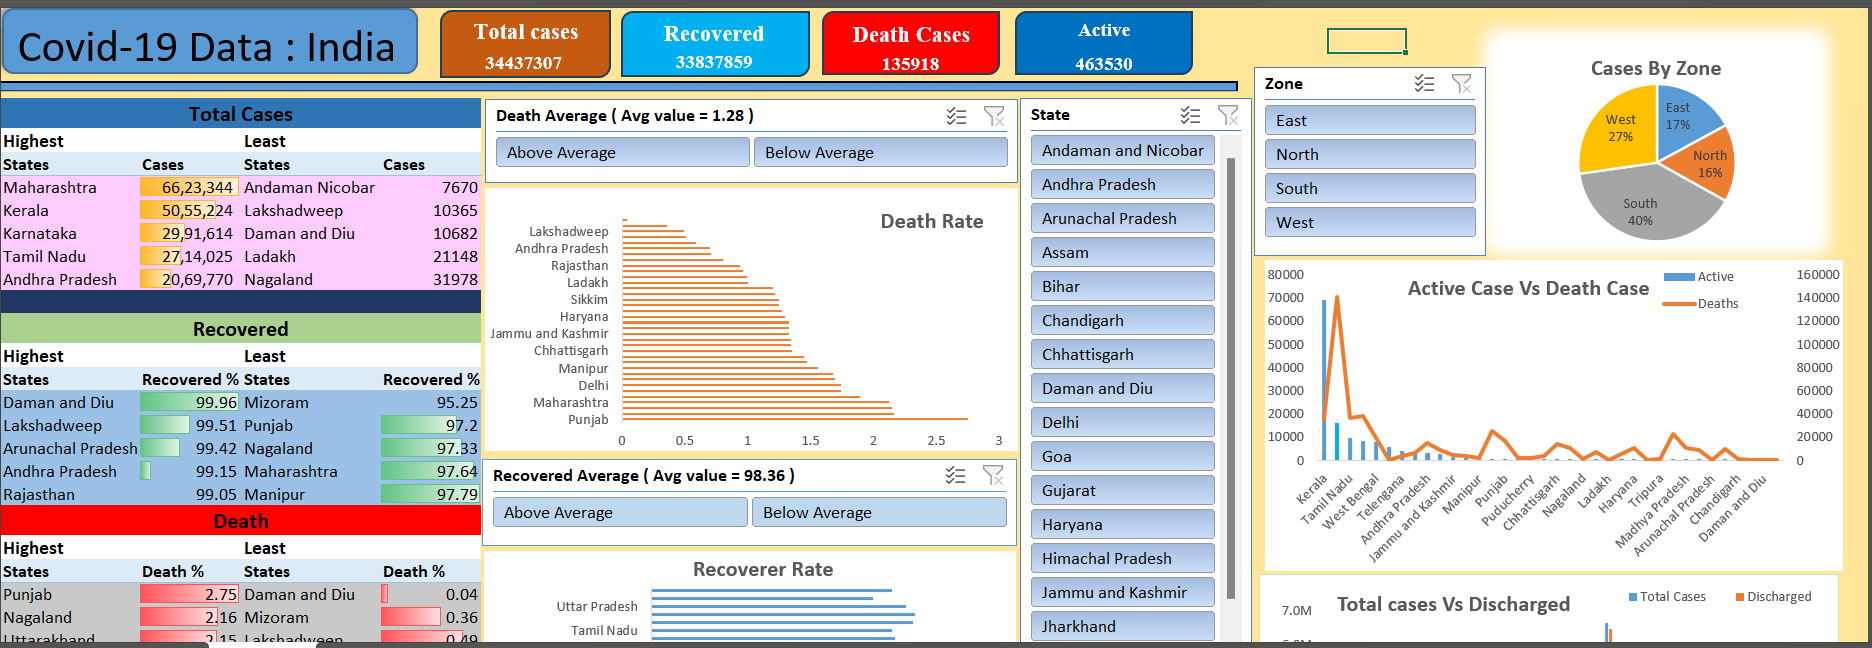 Covid-19 Data : India
Total cases
34437307
Recovered
33837859
Death Cases
135918
Active
463530
Total Cases
Highest Least
States Cases States Cases
Maharashtra 66,23,344 Andaman Nicobar 7670
Kerala 50,55,224 Lakshadweep 10365
Karnataka 29,91,614 Daman and Diu 10682
Tamil Nadu 27,14,025 Ladakh 21148
Andhra Pradesh 20,69,770 Nagaland 31978
Recovered
Highest Least
States Recovered % States Recovered %
Daman and Diu 99.96 Mizoram 95.25
Lakshadweep 99.51 Punjab 97.2
Arunachal Pradesh 99.42 Nagaland 97.33
Andhra Pradesh 99.15 Maharashtra 97.64
Rajasthan 99.05 Manipur 97.79
Death
Highest Least
States Death % States Death %
Punjab 2.75 Daman and Diu 0.04
Nagaland 2.16 Mizoram 0.36
Uttarakhand 2.15 Lakshadweep 0.49
Death Average ( Avg value = 1.28 )
Above Average Below Average
Death Rate
Lakshadweep
Andhra Pradesh
Rajasthan
Ladakh
Sikkim
Haryana
Jammu and Kashmir
Chhattisgarh
Manipur
Delhi
Maharashtra
Punjab
0 0.5 1 1.5 2 2.5 3
Recovered Average ( Avg value = 98.36 )
Above Average Below Average
Recoverer Rate
Uttar Pradesh
Tamil Nadu
State
Andaman and Nicobar
Andhra Pradesh
Arunachal Pradesh
Assam
Bihar
Chandigarh
Chhattisgarh
Daman and Diu
Delhi
Goa
Gujarat
Haryana
Himachal Pradesh
Jammu and Kashmir
Jharkhand
Zone
East
North
South
West
Cases By Zone
East
17%
North
16%
South
40%
West
27%
Active Case Vs Death Case
Active
Deaths
80000
70000
60000
50000
40000
30000
20000
10000
0
160000
140000
120000
100000
80000
60000
40000
20000
0
Kerala
Tamil Nadu
West Bengal
Telengana
Andhra Pradesh
Jammu and Kashmir
Manipur
Punjab
Puducherry
Chhattisgarh
Nagaland
Ladakh
Haryana
Tripura
Madhya Pradesh
Arunachal Pradesh
Chandigarh
Daman and Diu
Total cases Vs Discharged
Total Cases Discharged
7.0M
6.0M